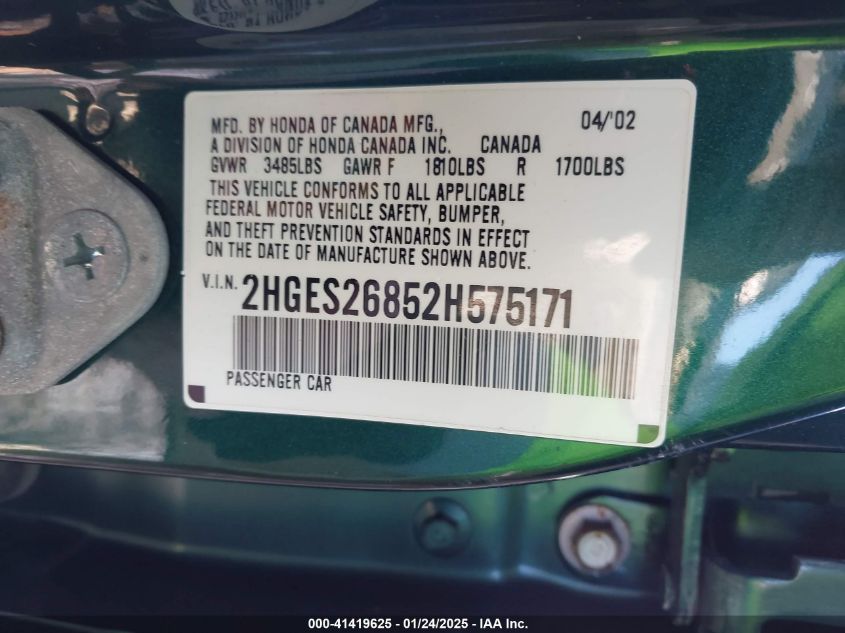 MFD. BY HONDA OF CANADA MFG., 04/'02
A DIVISION OF HONDA CANADA INC. CANADA
GVWR 3485LBS GAWR F 1810LBS R 1700LBS
THIS VEHICLE CONFORMS TO ALL APPLICABLE
FEDERAL MOTOR VEHICLE SAFETY, BUMPER,
AND THEFT PREVENTION STANDARDS IN EFFECT
ON THE DATE OF MANUFACTURE SHOWN ABOVE.
V.I.N. 2HGES26852H575171
PASSENGER CAR
000-41419625 - 01/24/2025 - IAA Inc.